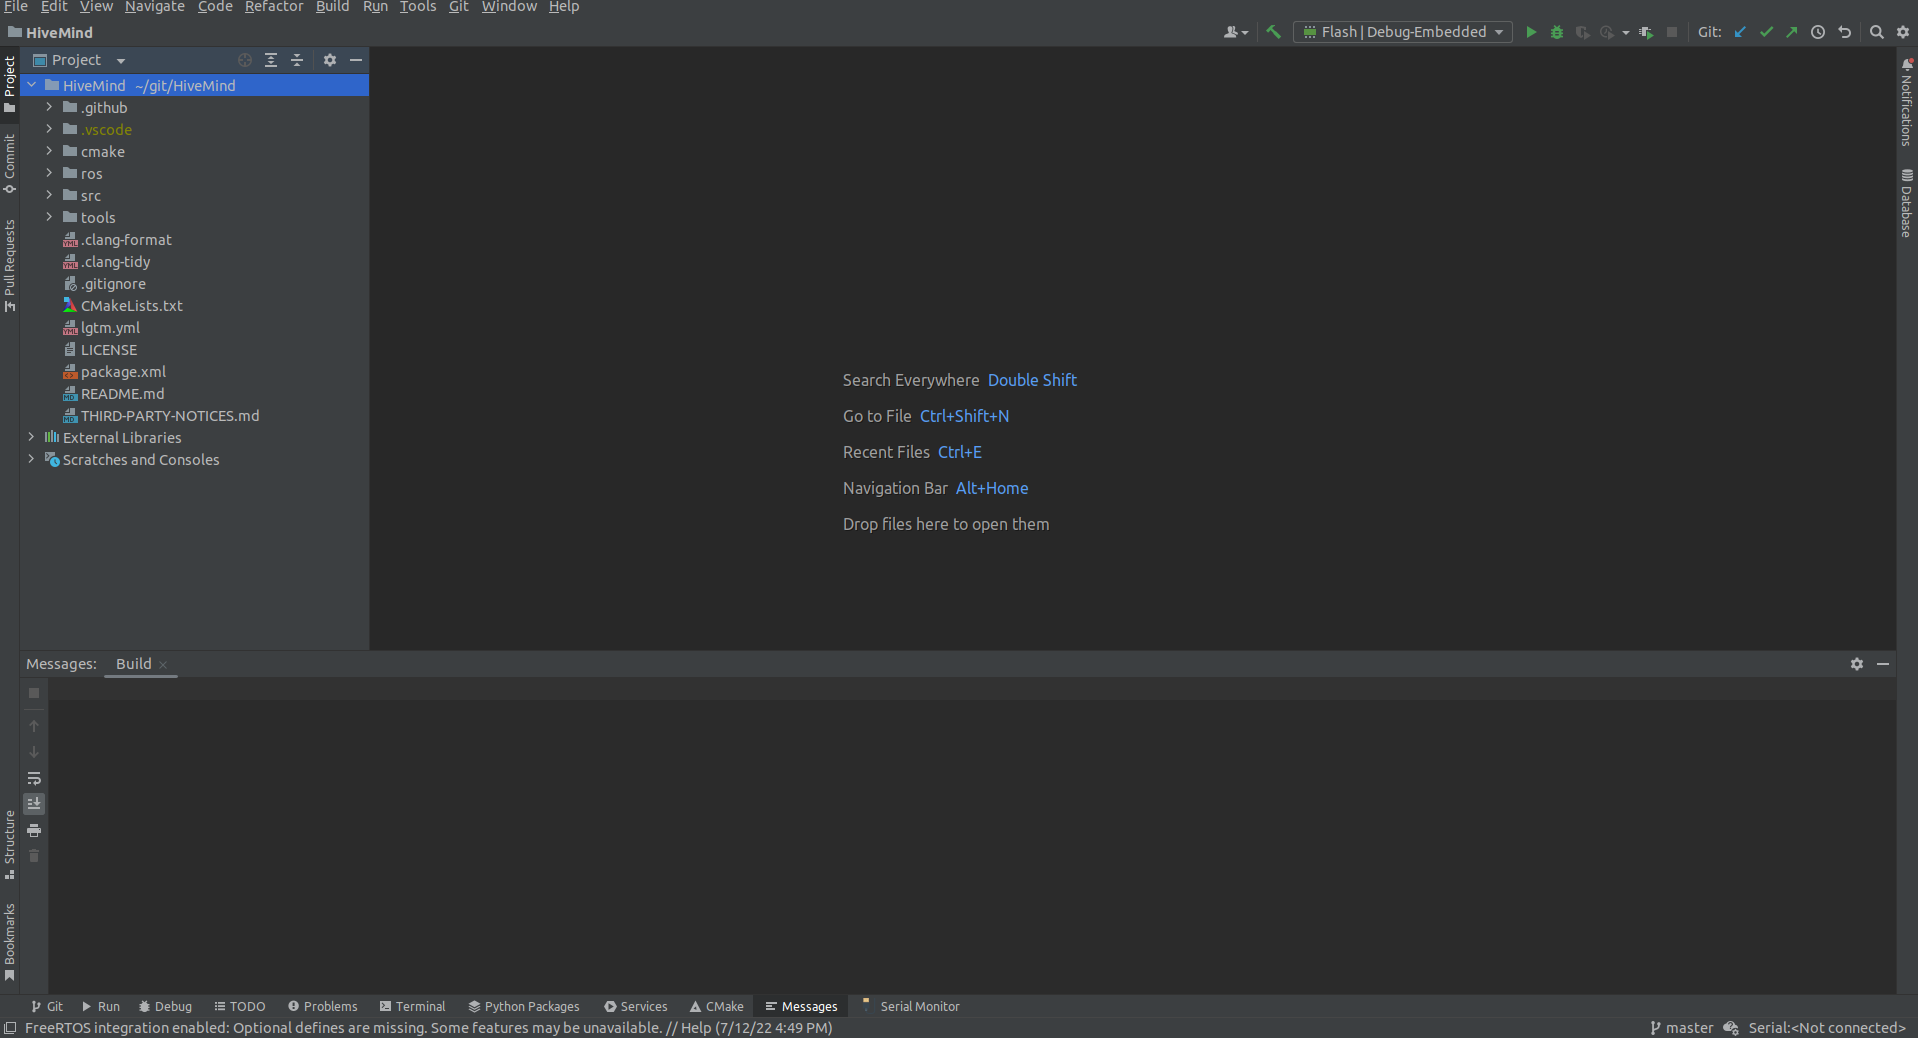 File Edit View Navigate Code Refactor Build Run Tools Git Window Help
HiveMind
Flash | Debug-Embedded
Git:
Project
HiveMind ~/git/HiveMind
.github
.vscode
cmake
ros
src
tools
.clang-format
.clang-tidy
.gitignore
CMakeLists.txt
lgtm.yml
LICENSE
package.xml
README.md
THIRD-PARTY-NOTICES.md
External Libraries
Scratches and Consoles
Project
Commit
Pull Requests
Structure
Bookmarks
Search Everywhere Double Shift
Go to File Ctrl+Shift+N
Recent Files Ctrl+E
Navigation Bar Alt+Home
Drop files here to open them
Notifications
Database
Messages: Build
Git Run Debug TODO Problems Terminal Python Packages Services CMake Messages Serial Monitor
FreeRTOS integration enabled: Optional defines are missing. Some features may be unavailable. // Help (7/12/22 4:49 PM)
master Serial:<Not connected>